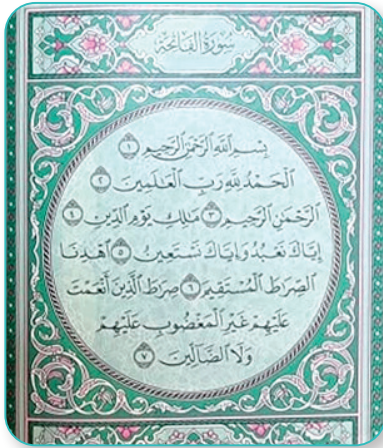 سُورَةُ الفَاتِحَةِ
بِسْمِ ٱللَّهِ ٱلرَّحْمَٰنِ ٱلرَّحِيمِ ١
ٱلْحَمْدُ لِلَّهِ رَبِّ ٱلْعَٰلَمِينَ ٢
ٱلرَّحْمَٰنِ ٱلرَّحِيمِ ٣ مَٰلِكِ يَوْمِ ٱلدِّينِ ٤
إِيَّاكَ نَعْبُدُ وَإِيَّاكَ نَسْتَعِينُ ٥ ٱهْدِنَا
ٱلصِّرَٰطَ ٱلْمُسْتَقِيمَ ٦ صِرَٰطَ ٱلَّذِينَ أَنْعَمْتَ
عَلَيْهِمْ غَيْرِ ٱلْمَغْضُوبِ عَلَيْهِمْ
وَلَا ٱلضَّآلِّينَ ٧